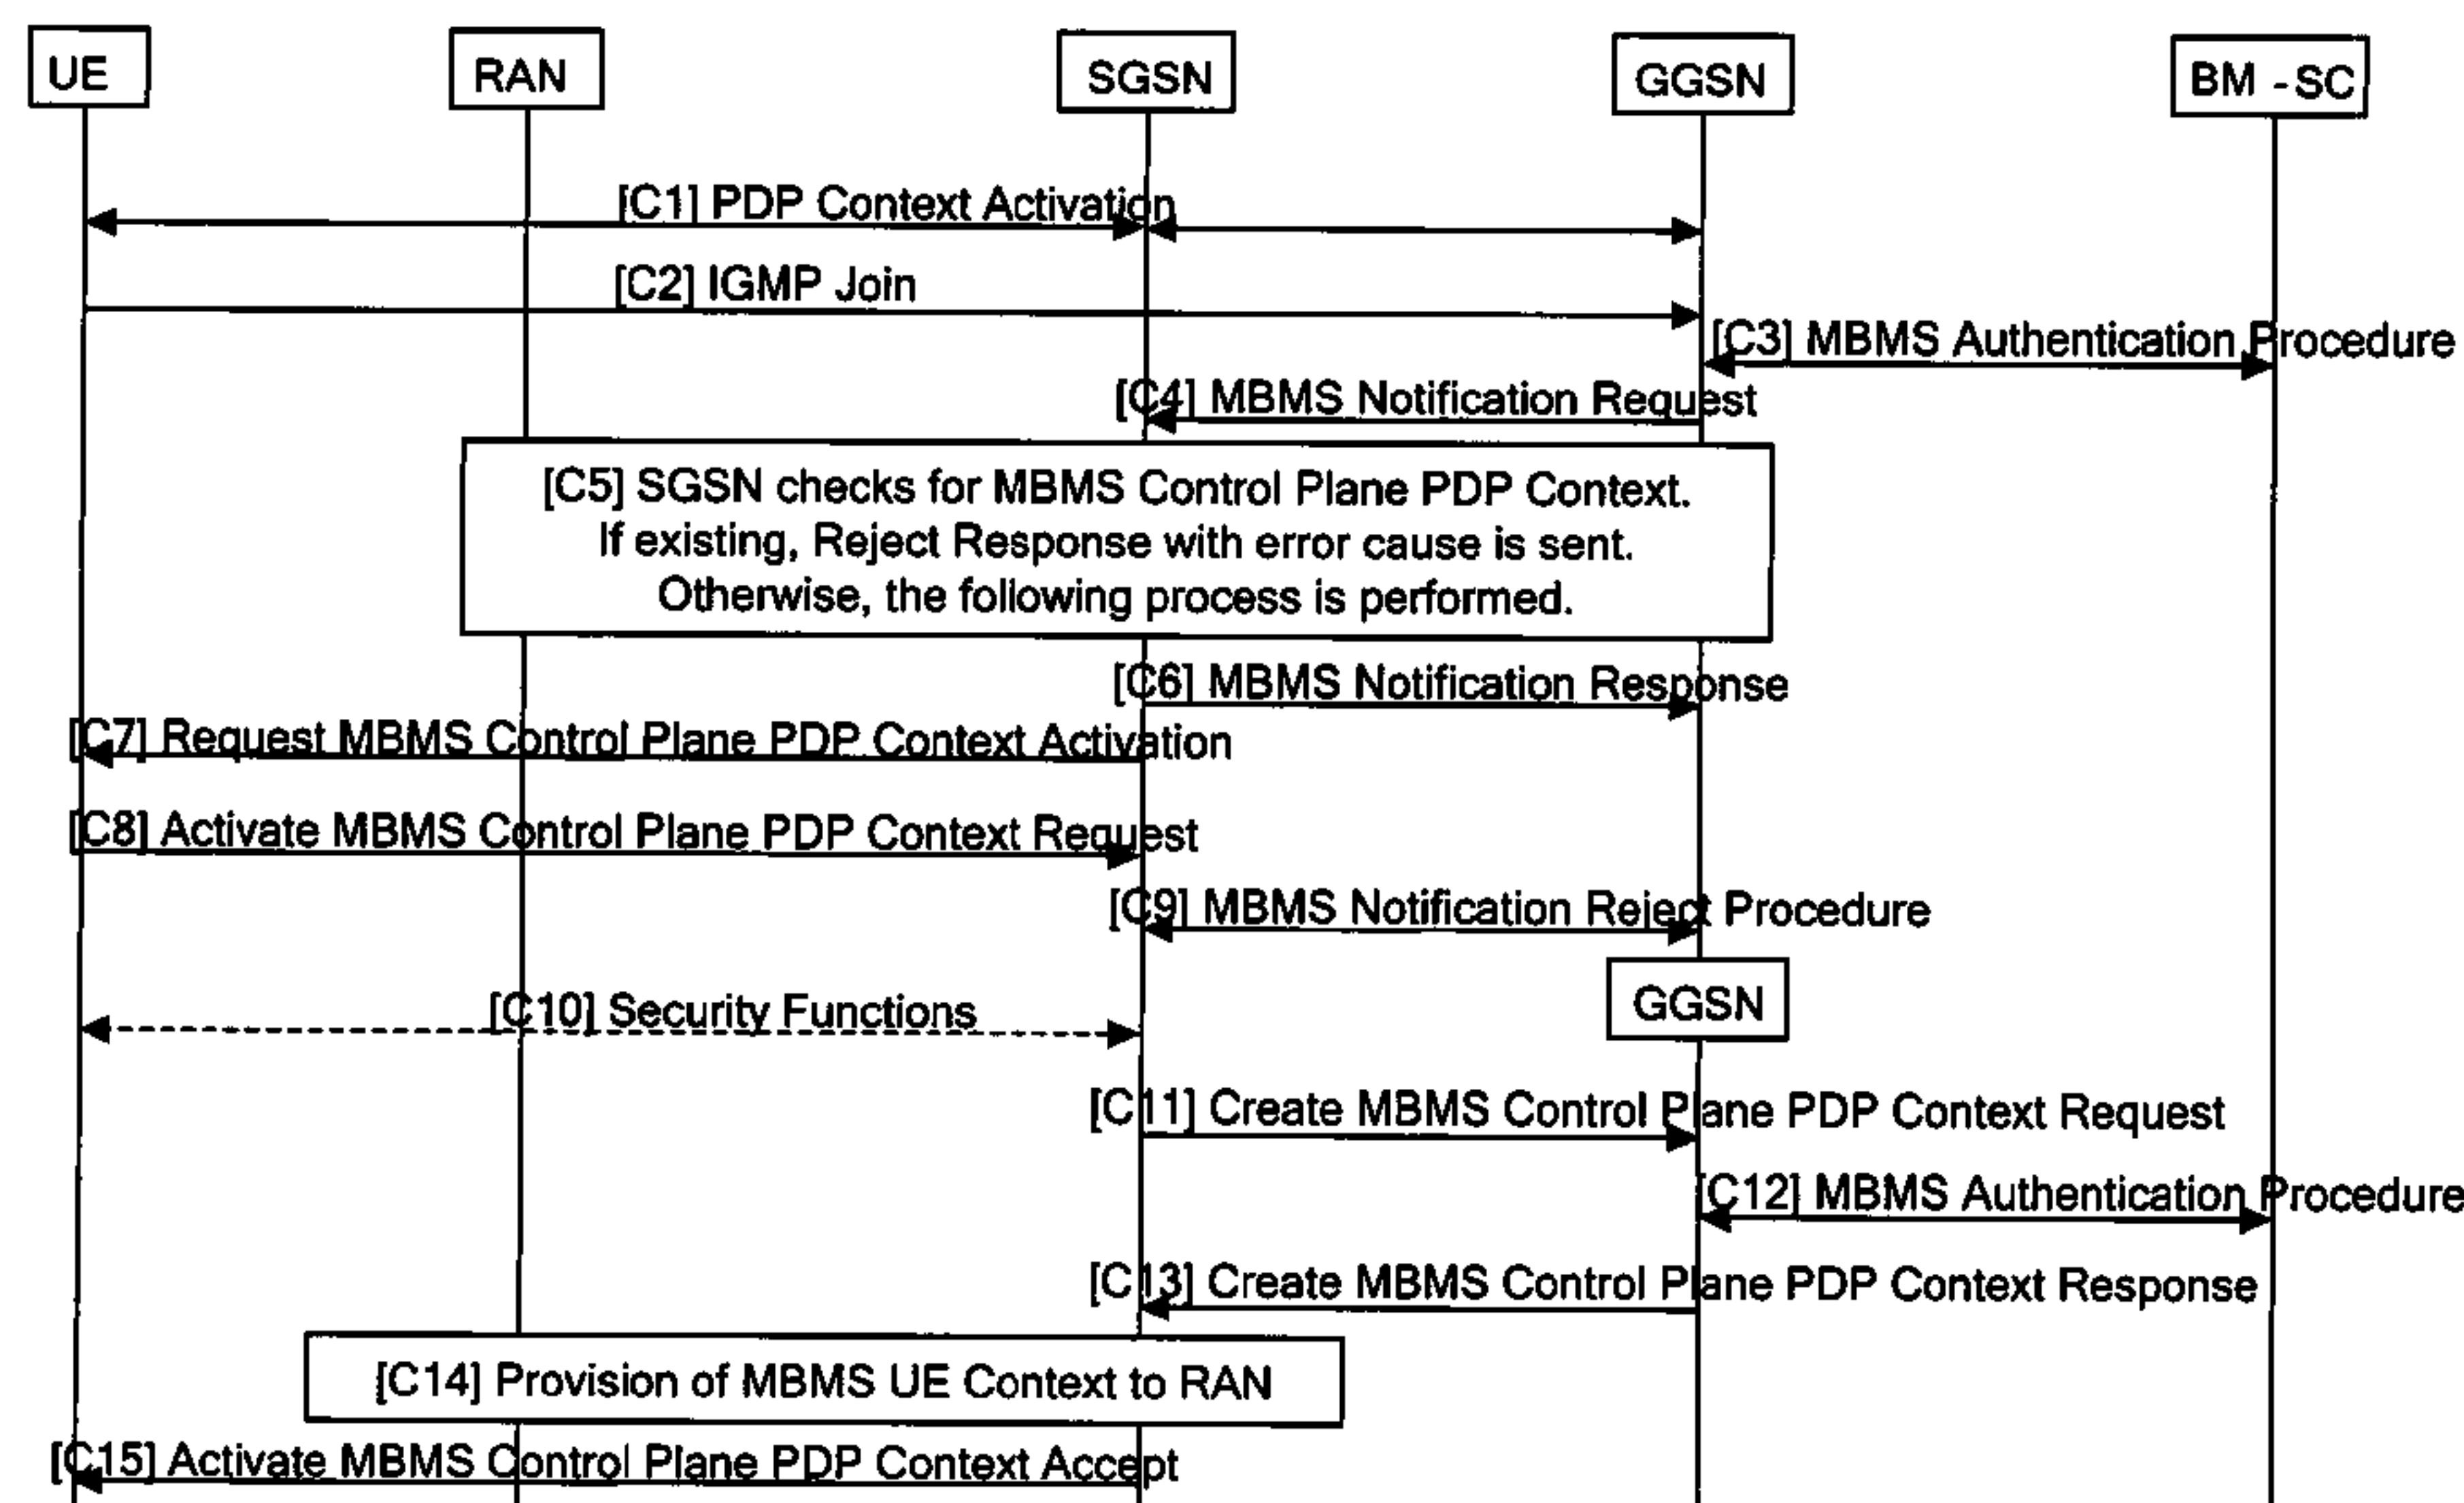 UE
RAN
SGSN
GGSN
BM -SC
[C1] PDP Context Activation
[C2] IGMP Join
[C3] MBMS Authentication Procedure
[C4] MBMS Notification Request
[C5] SGSN checks for MBMS Control Plane PDP Context.
If existing, Reject Response with error cause is sent.
Otherwise, the following process is performed.
[C6] MBMS Notification Response
[C7] Request MBMS Control Plane PDP Context Activation
[C8] Activate MBMS Control Plane PDP Context Request
[C9] MBMS Notification Reject Procedure
GGSN
[C10] Security Functions
[C11] Create MBMS Control Plane PDP Context Request
[C12] MBMS Authentication Procedure
[C13] Create MBMS Control Plane PDP Context Response
[C14] Provision of MBMS UE Context to RAN
[C15] Activate MBMS Control Plane PDP Context Accept